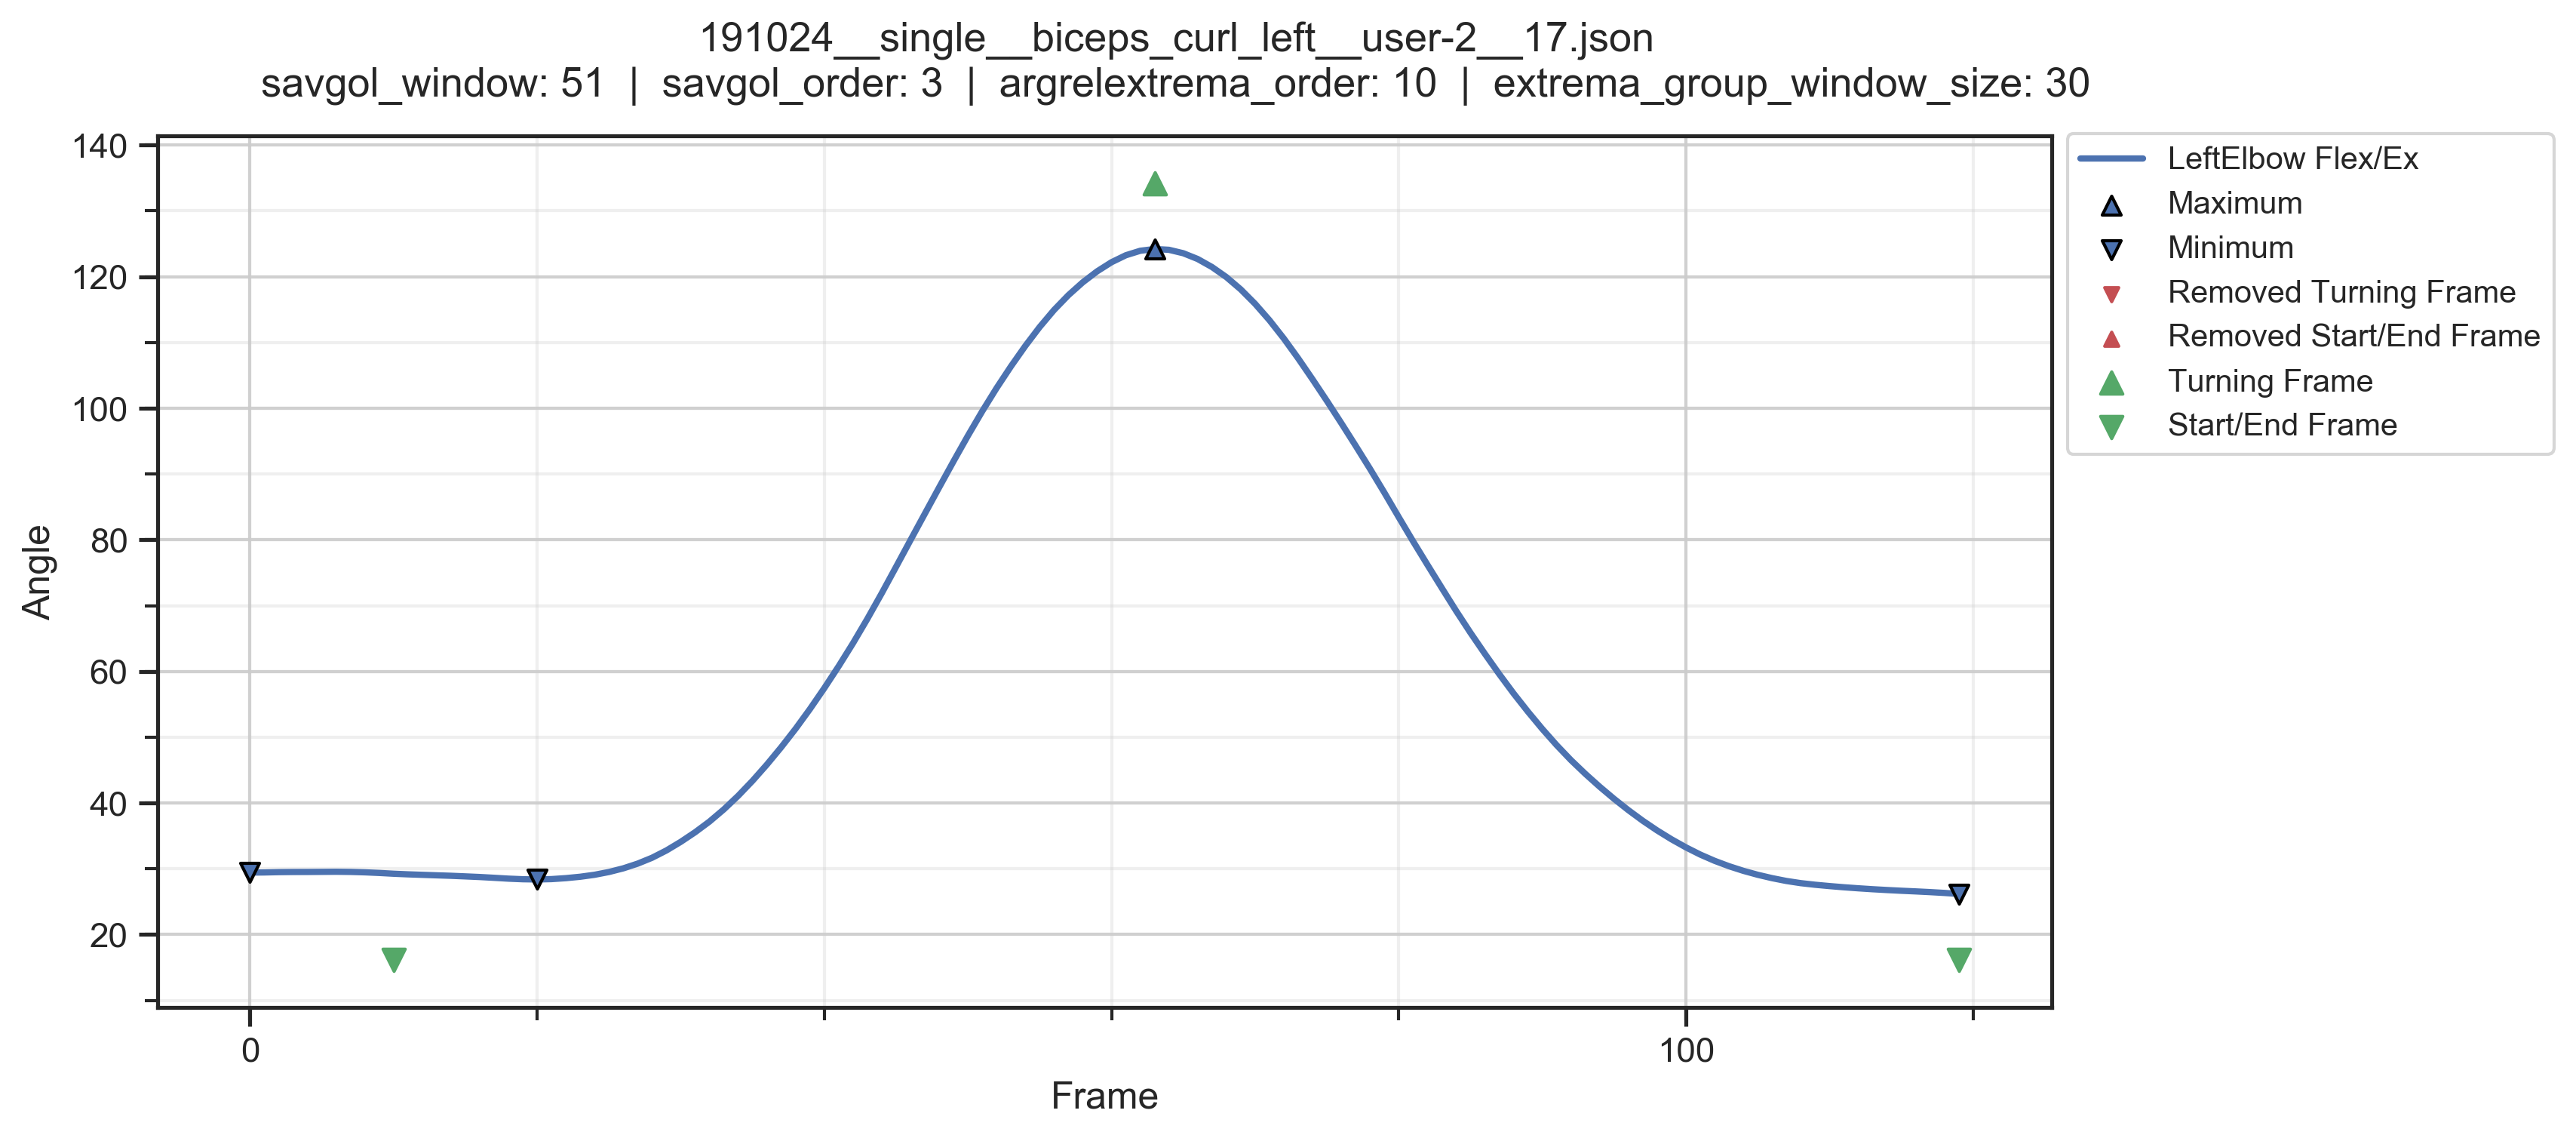 191024__single__biceps_curl_left__user-2__17.json
savgol_window: 51 | savgol_order: 3 | argrelextrema_order: 10 | extrema_group_window_size: 30
140
120
100
80
60
40
20
Angle
0
100
Frame
LeftElbow Flex/Ex
Maximum
Minimum
Removed Turning Frame
Removed Start/End Frame
Turning Frame
Start/End Frame